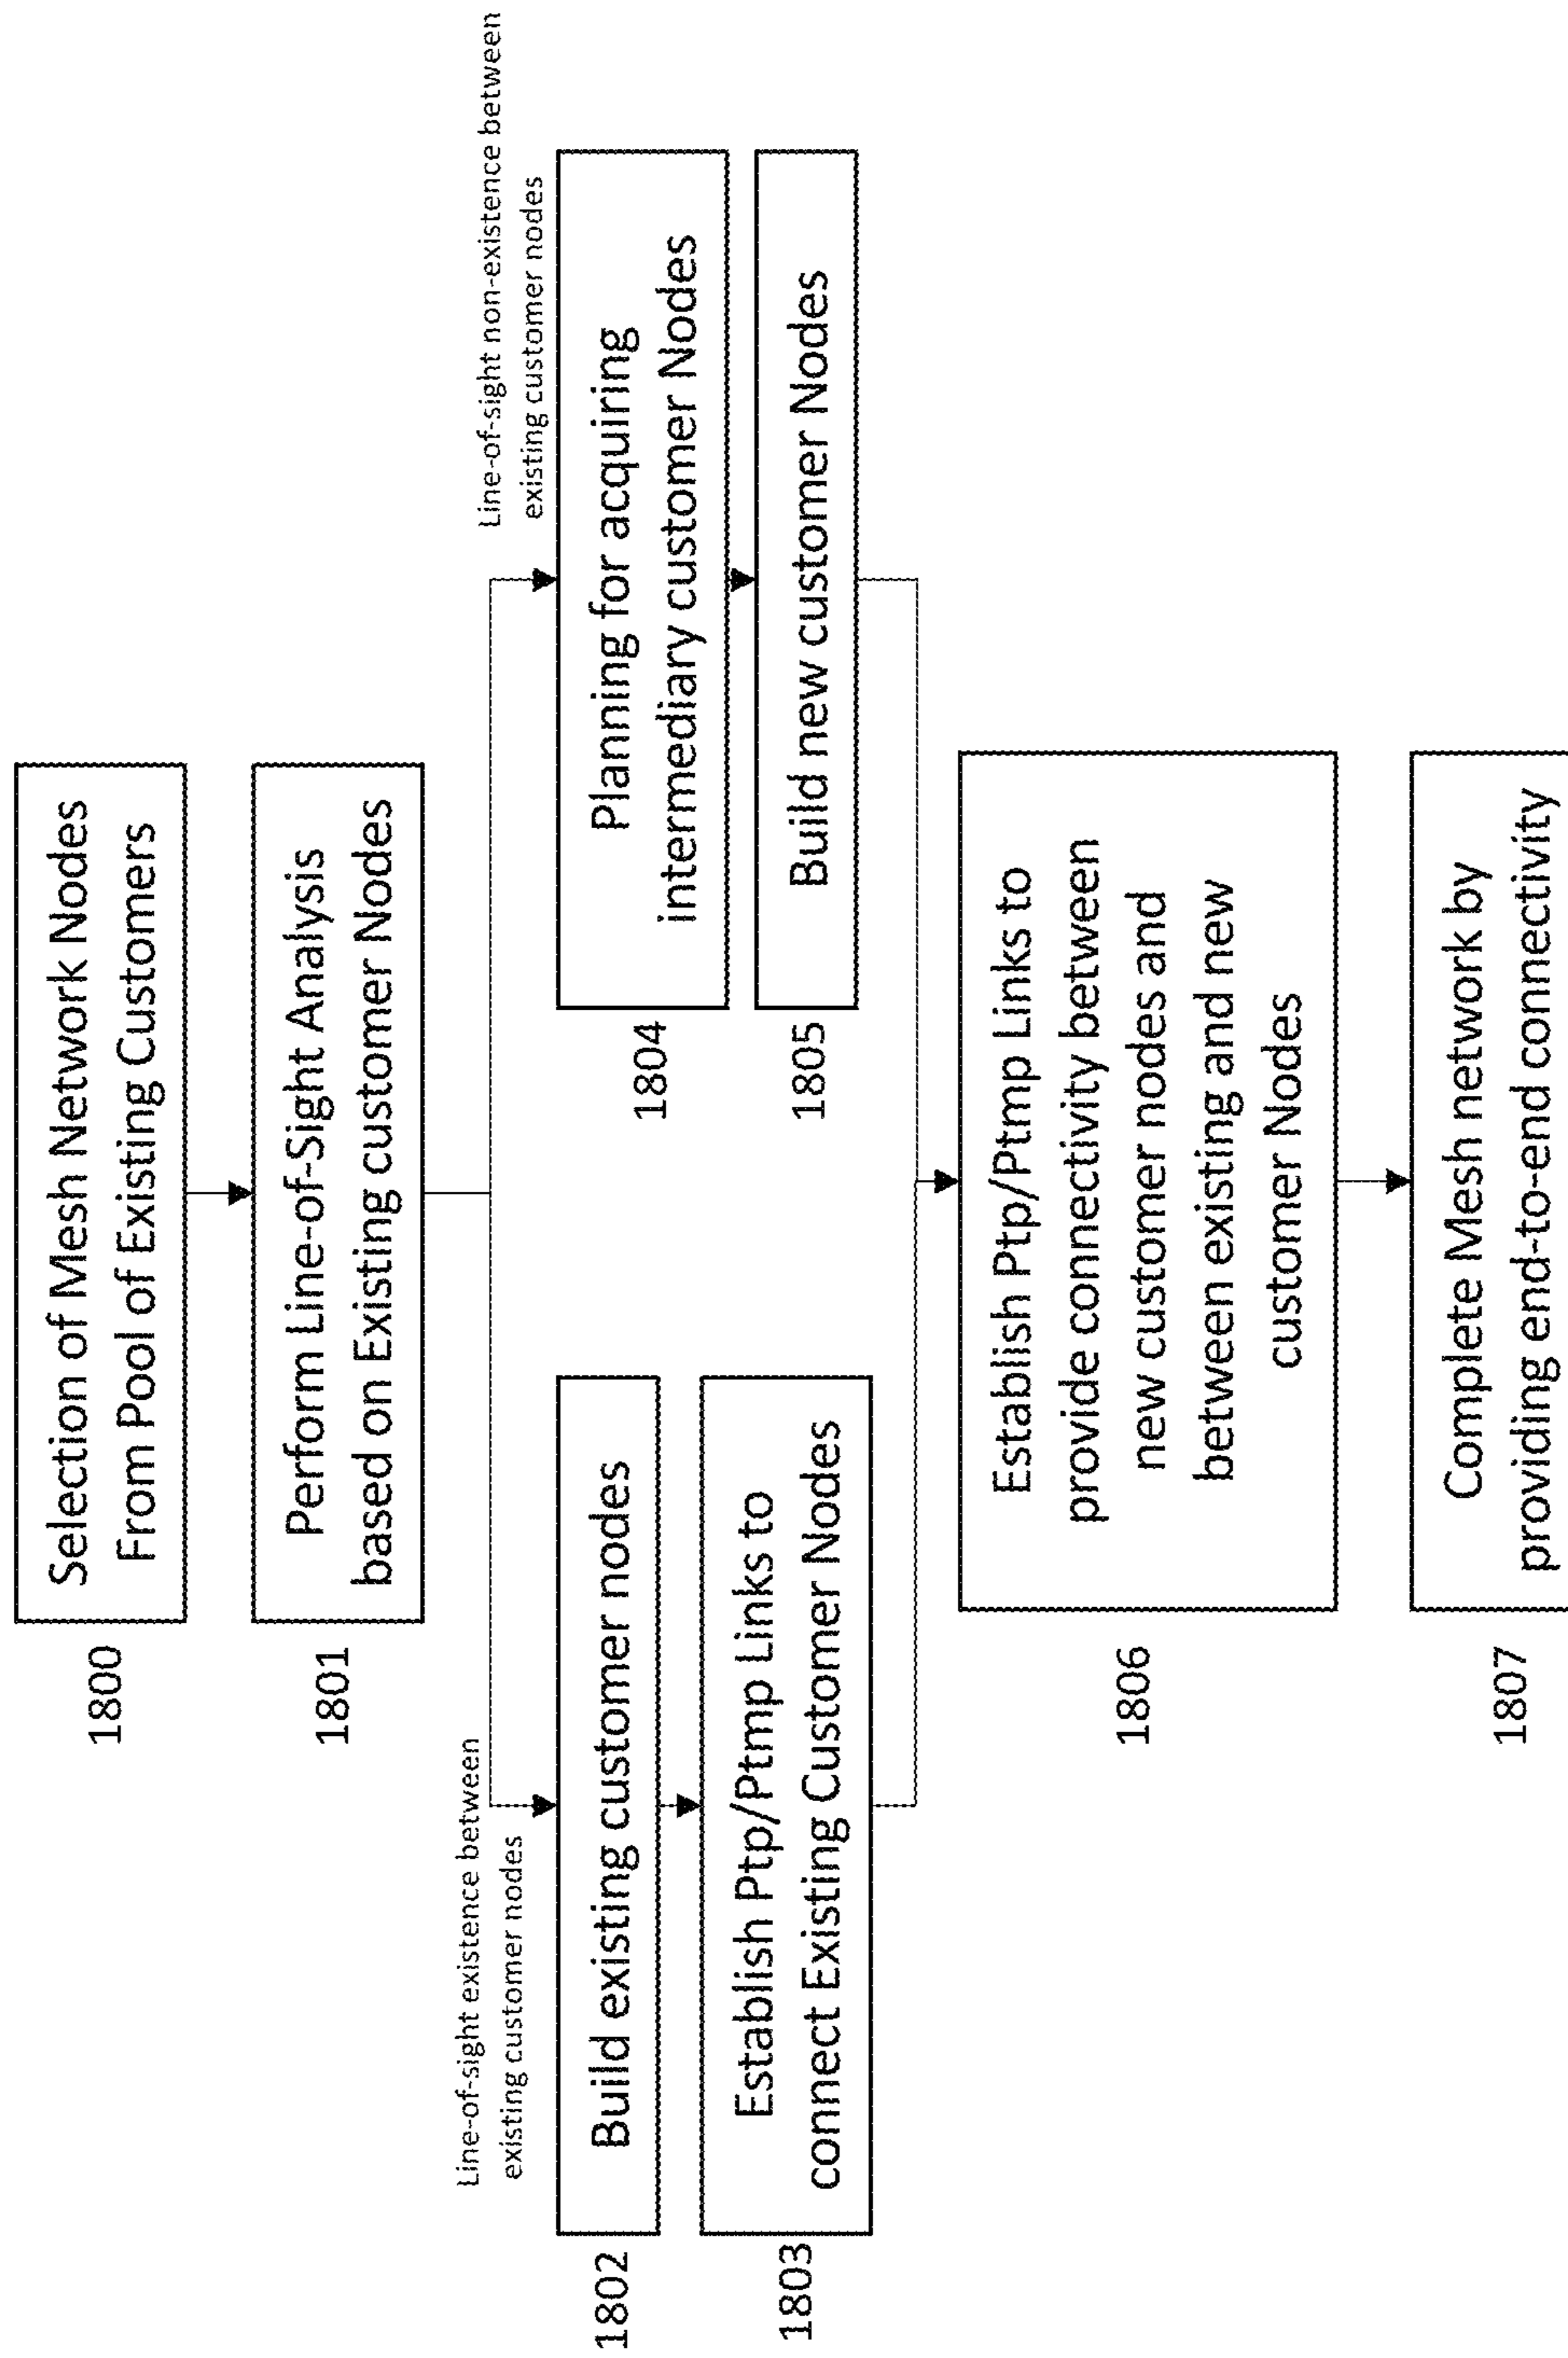 1800
Selection of Mesh Network Nodes
From Pool of Existing Customers
1801
Perform Line-of-Sight Analysis
based on Existing customer Nodes
Line-of-sight existence between
existing customer nodes
1802
Build existing customer nodes
1803
Establish Ptp/Ptmp Links to
connect Existing Customer Nodes
Line-of-sight non-existence between
existing customer nodes
1804
Planning for acquiring
intermediary customer Nodes
1805
Build new customer Nodes
1806
Establish Ptp/Ptmp Links to
provide connectivity between
new customer nodes and
between existing and new
customer Nodes
1807
Complete Mesh network by
providing end-to-end connectivity